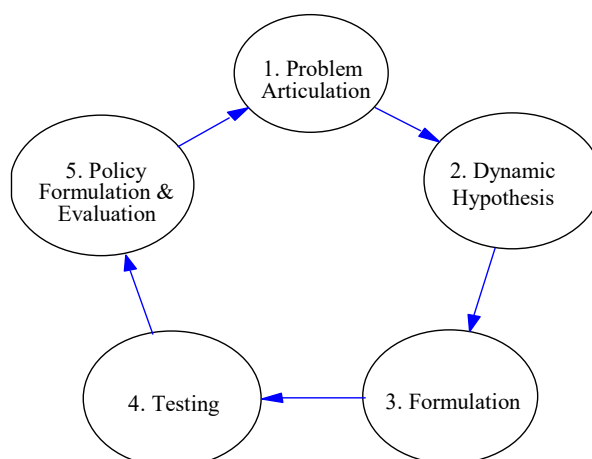 1. Problem
Articulation
2. Dynamic
Hypothesis
3. Formulation
4. Testing
5. Policy
Formulation &
Evaluation